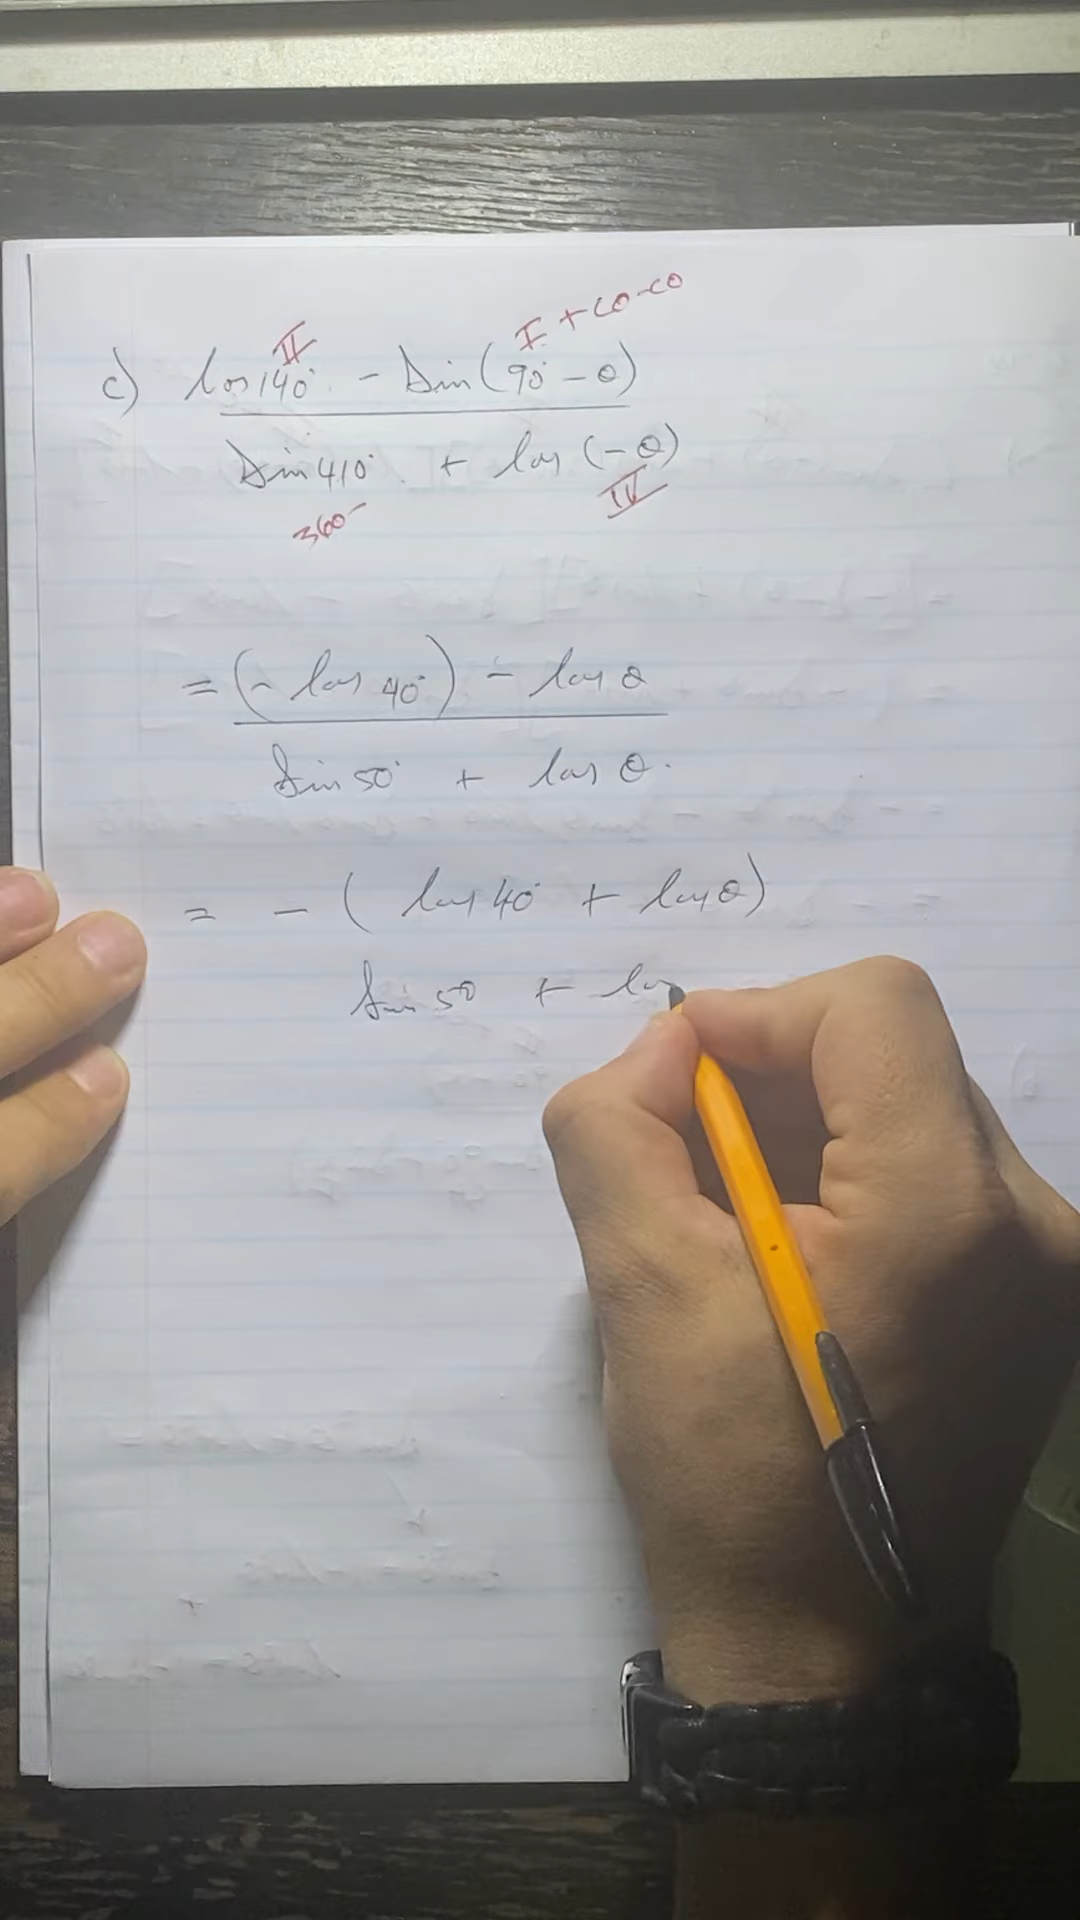 II I + co-co
c) cos 140° - sin(90° - θ)
sin 410° + cos (-θ)
360- IV
= (- cos 40°) - cos θ
sin 50° + cos θ.
= - ( cos 40° + cos θ)
sin 50 + cos